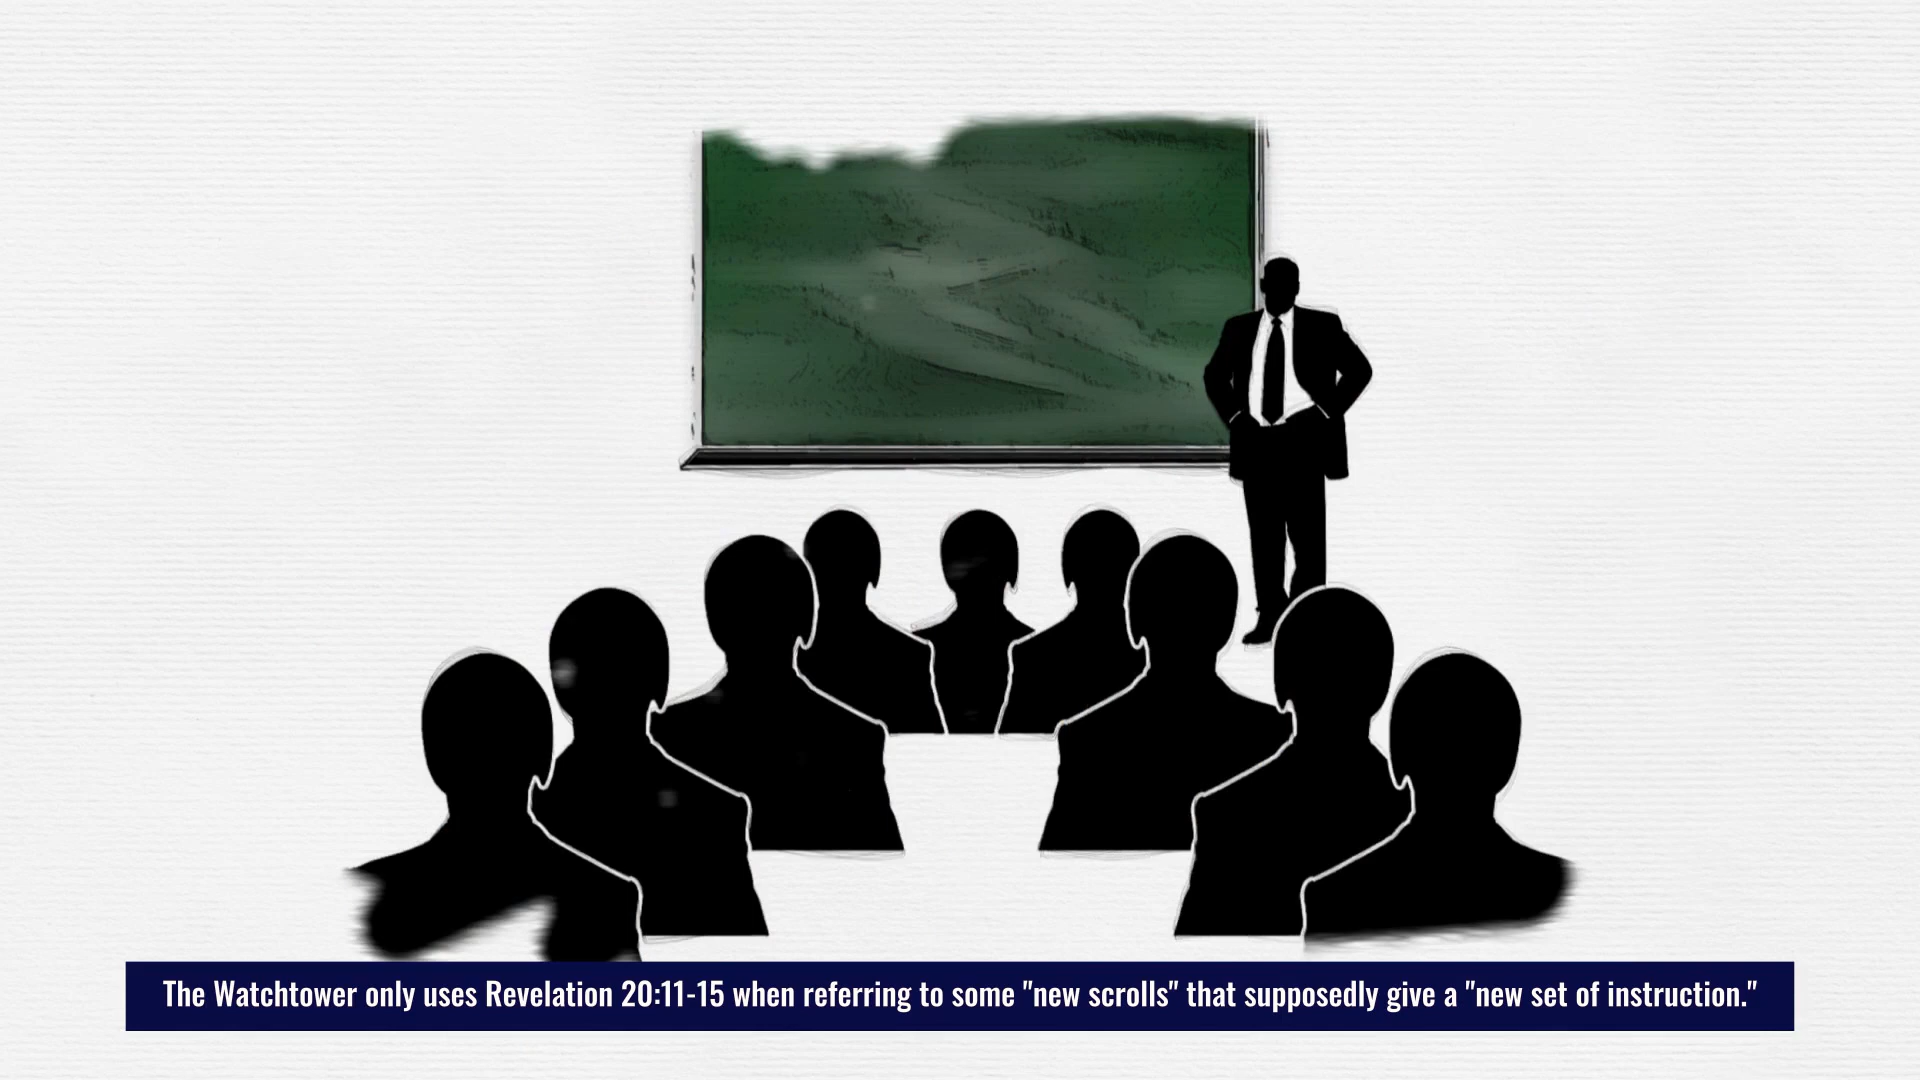 The Watchtower only uses Revelation 20:11-15 when referring to some "new scrolls" that supposedly give a "new set of instruction."